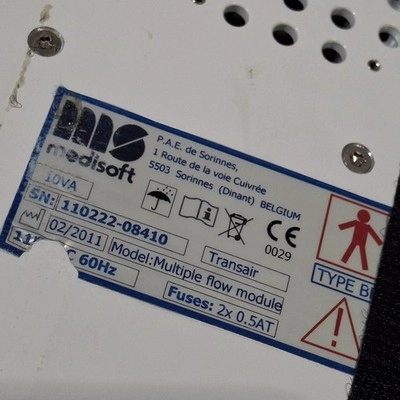 MIS
medisoft
P.A.E. de Sorinnes,
1 Route de la voie Cuivrée
5503 Sorinnes (Dinant) BELGIUM
10VA
SN: 110222-08410
CE
0029
02/2011
Transair
Model: Multiple flow module
60Hz
Fuses: 2x 0.5AT
TYPE